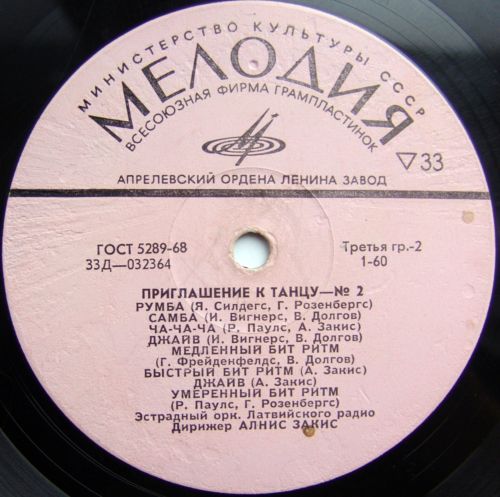 МИНИСТЕРСТВО КУЛЬТУРЫ СССР
МЕЛОДИЯ
ВСЕСОЮЗНАЯ ФИРМА ГРАМПЛАСТИНОК
▽33
АПРЕЛЕВСКИЙ ОРДЕНА ЛЕНИНА ЗАВОД
ГОСТ 5289-68
33Д—032364
Третья гр.-2
1-60
ПРИГЛАШЕНИЕ К ТАНЦУ—№ 2
РУМБА (Я. Силдегс, Г. Розенбергс)
САМБА (И. Вигнерс, В. Долгов)
ЧА-ЧА-ЧА (Р. Паулс, А. Закис)
ДЖАЙВ (И. Вигнерс, В. Долгов)
МЕДЛЕННЫЙ БИТ РИТМ
(Г. Фрейденфелдс, В. Долгов)
БЫСТРЫЙ БИТ РИТМ (А. Закис)
ДЖАЙВ (А. Закис)
УМЕРЕННЫЙ БИТ РИТМ
(Р. Паулс, Г. Розенбергс)
Эстрадный орк. Латвийского радио
Дирижер АЛНИС ЗАКИС